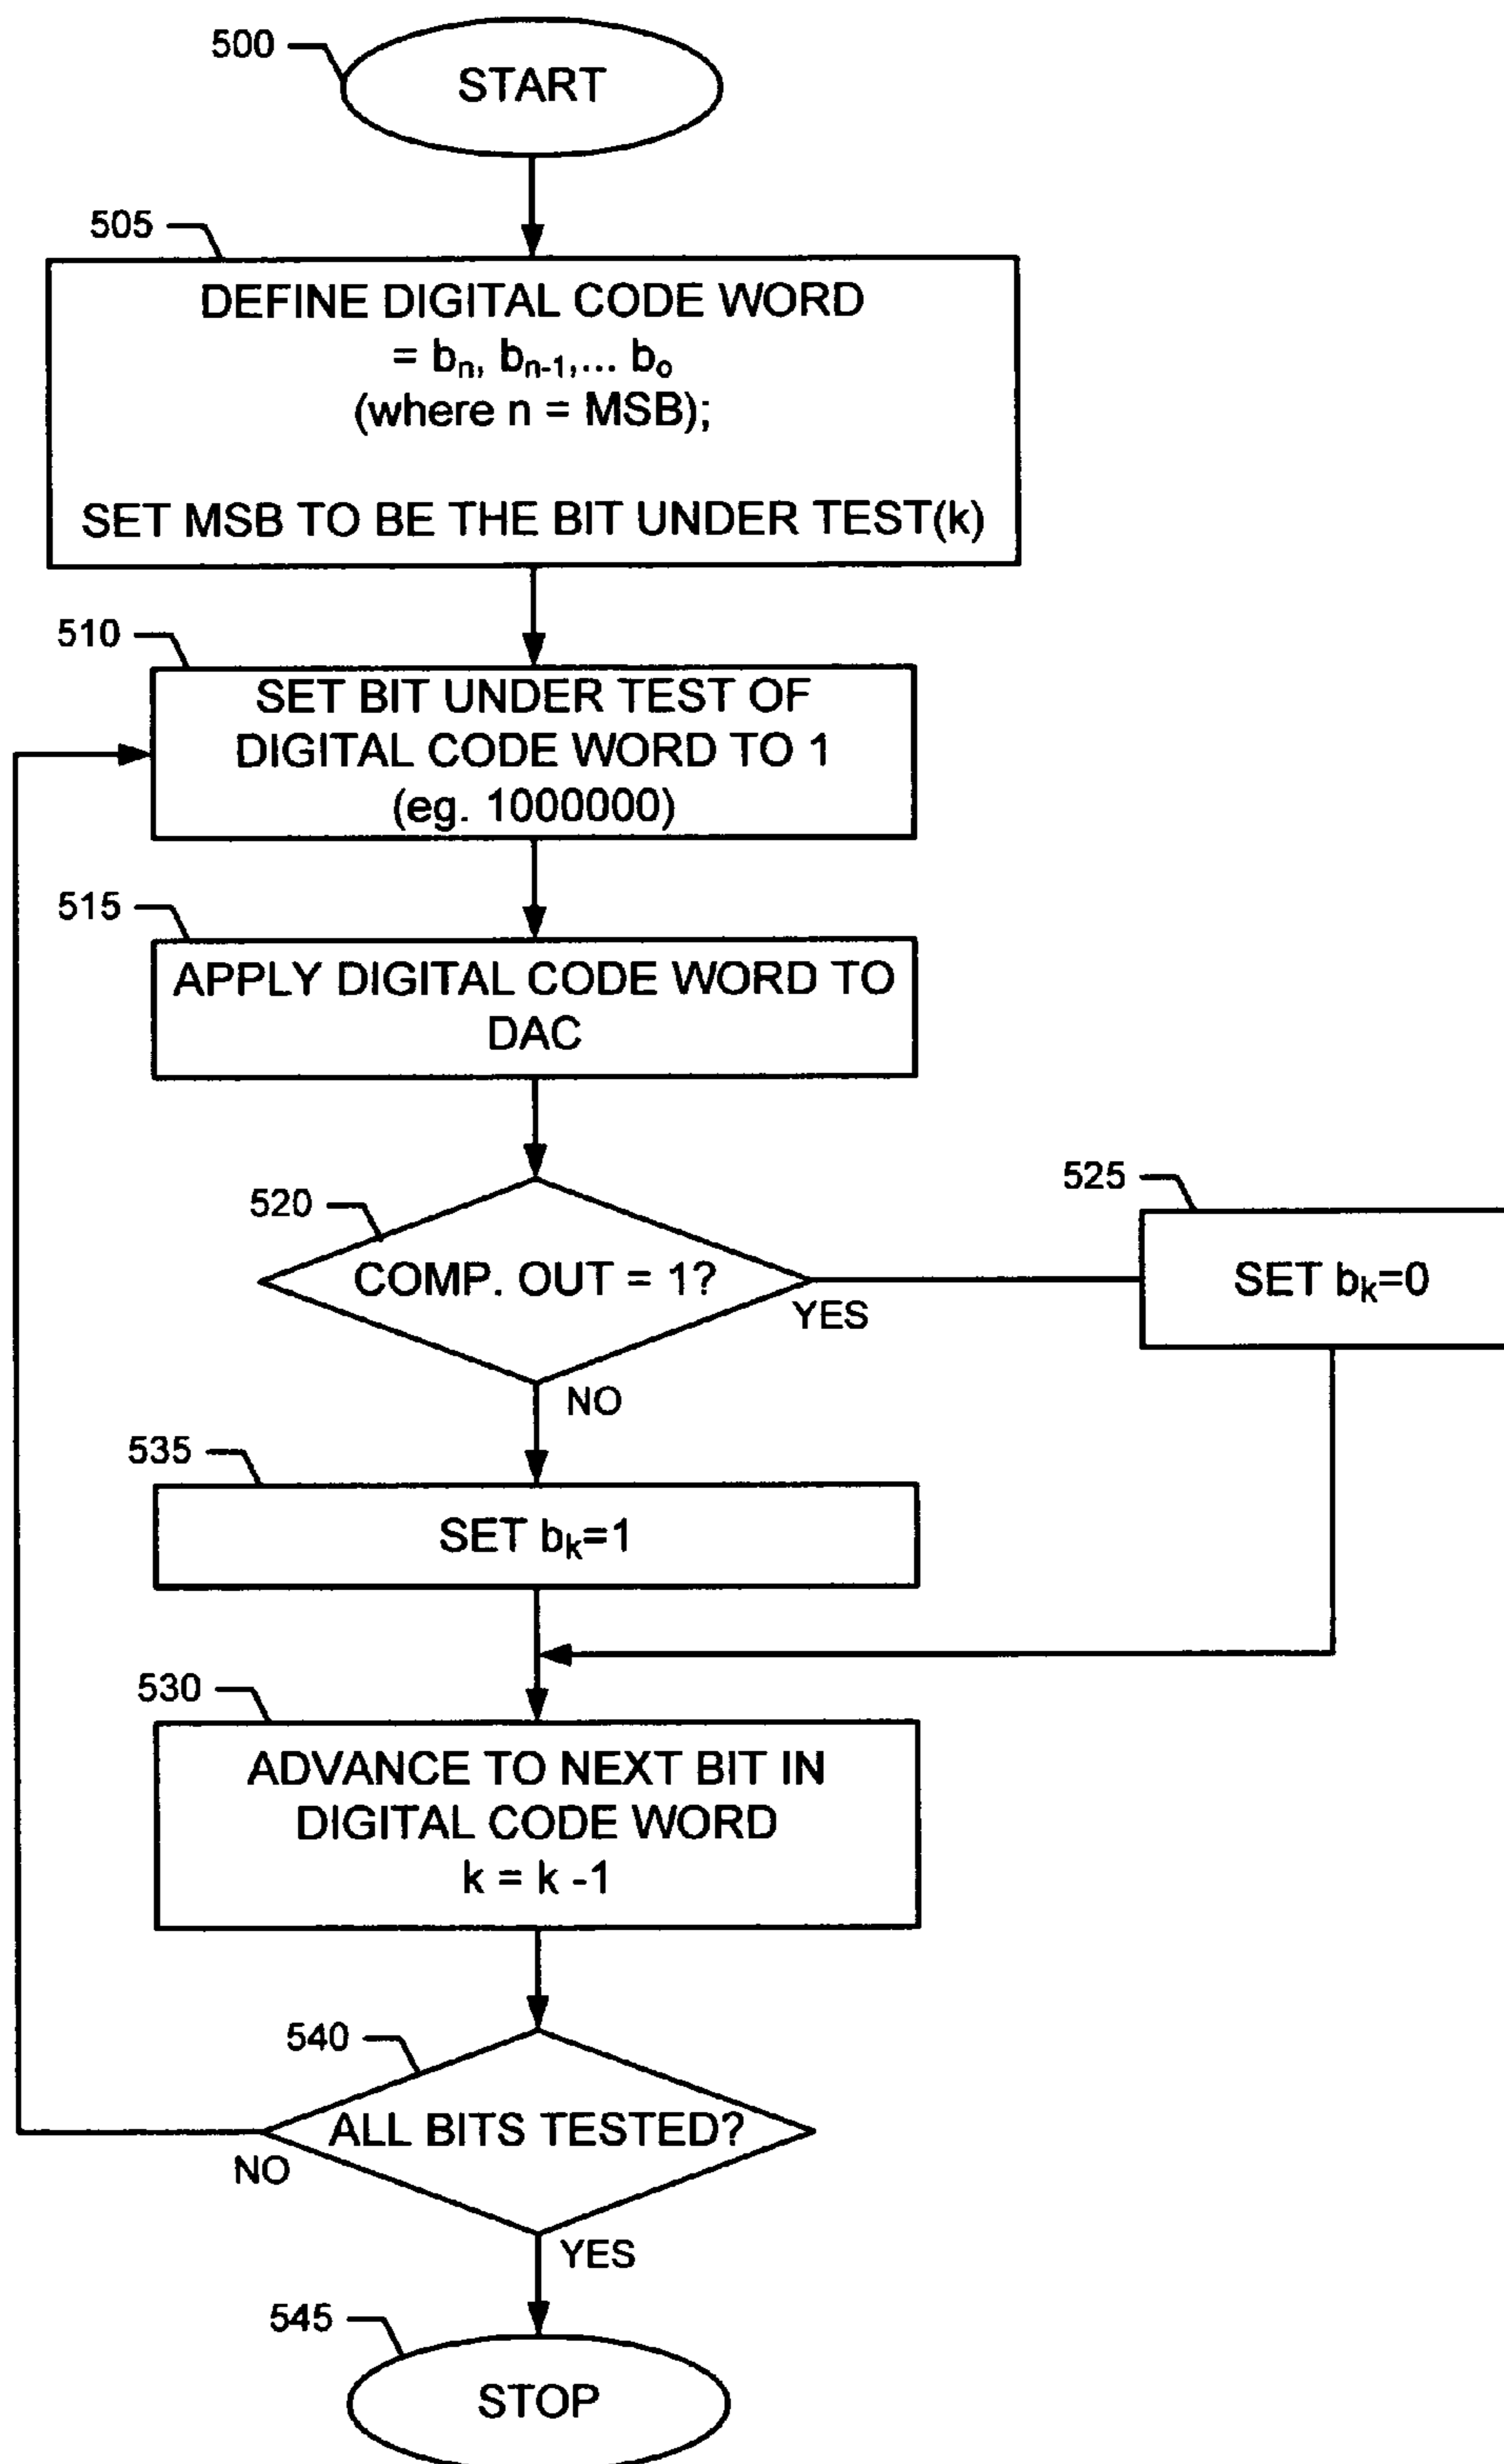 500
START
505
DEFINE DIGITAL CODE WORD
= bₙ, bₙ₋₁,... bₒ
(where n = MSB);
SET MSB TO BE THE BIT UNDER TEST(k)
510
SET BIT UNDER TEST OF
DIGITAL CODE WORD TO 1
(eg. 1000000)
515
APPLY DIGITAL CODE WORD TO
DAC
520
COMP. OUT = 1?
YES
525
SET bₖ=0
NO
535
SET bₖ=1
530
ADVANCE TO NEXT BIT IN
DIGITAL CODE WORD
k = k -1
540
ALL BITS TESTED?
NO
YES
545
STOP